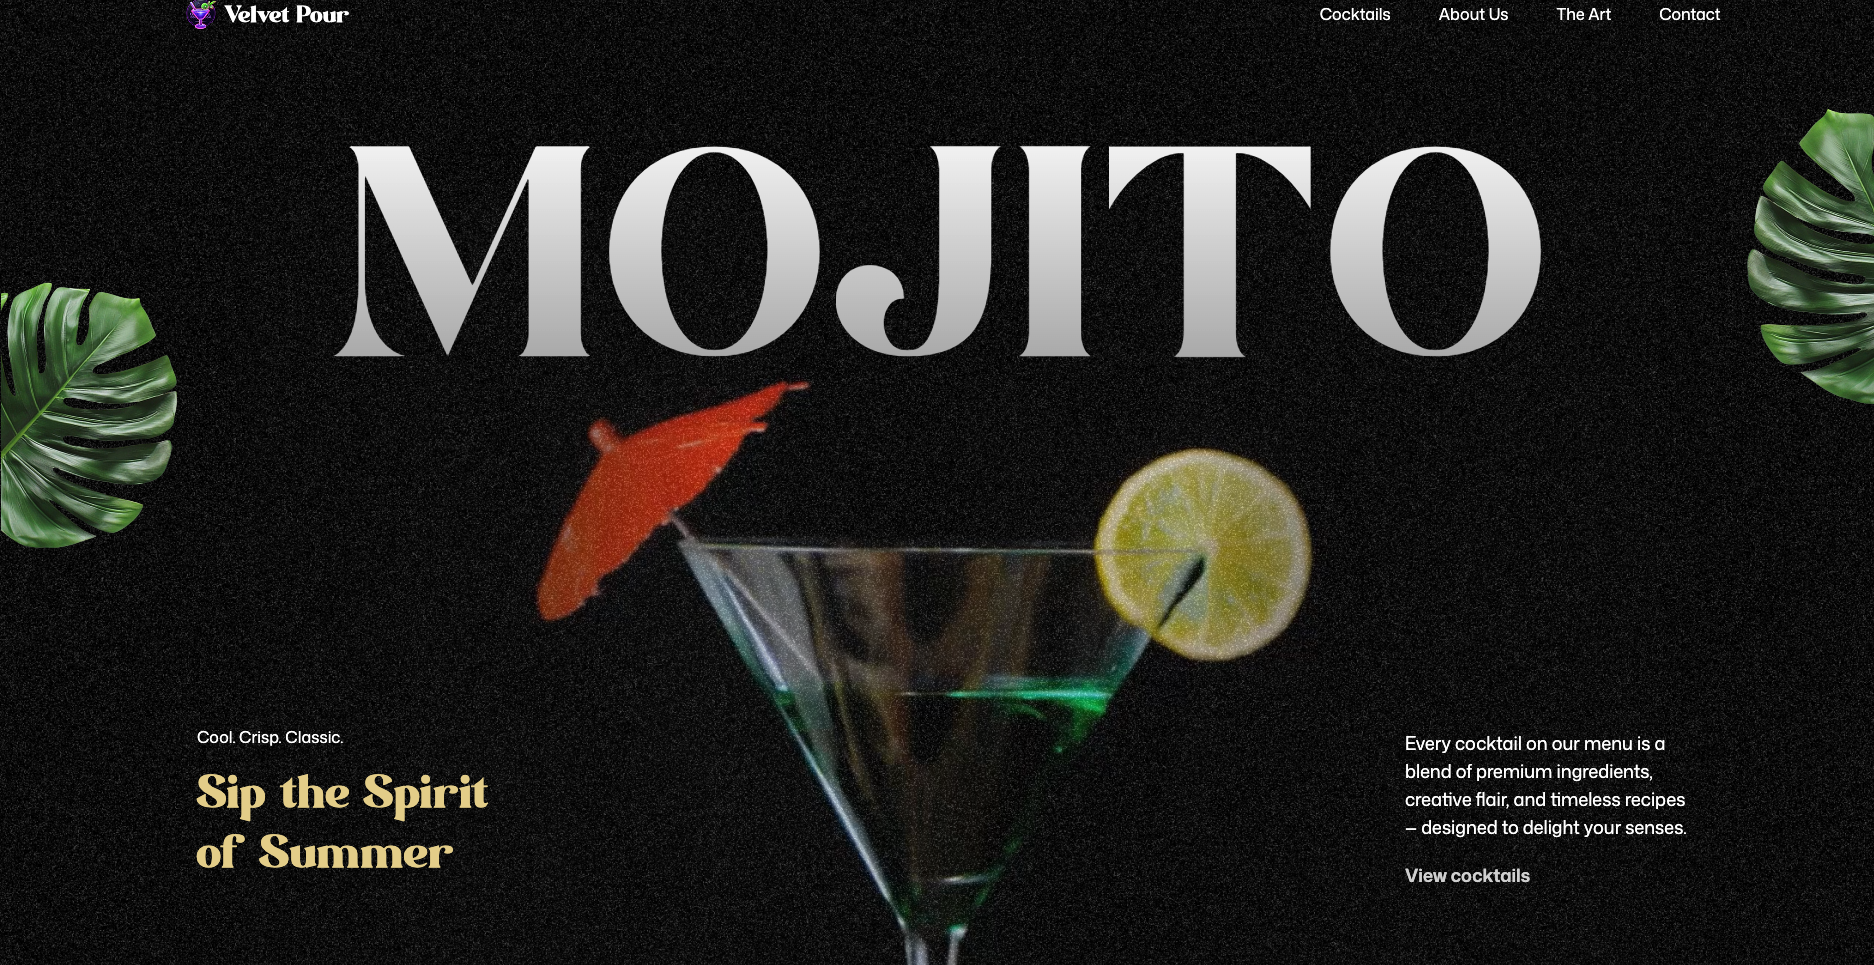 Velvet Pour
Cocktails
About Us
The Art
Contact
MOJITO
Cool. Crisp. Classic.
Sip the Spirit
of Summer
Every cocktail on our menu is a
blend of premium ingredients,
creative flair, and timeless recipes
– designed to delight your senses.
View cocktails